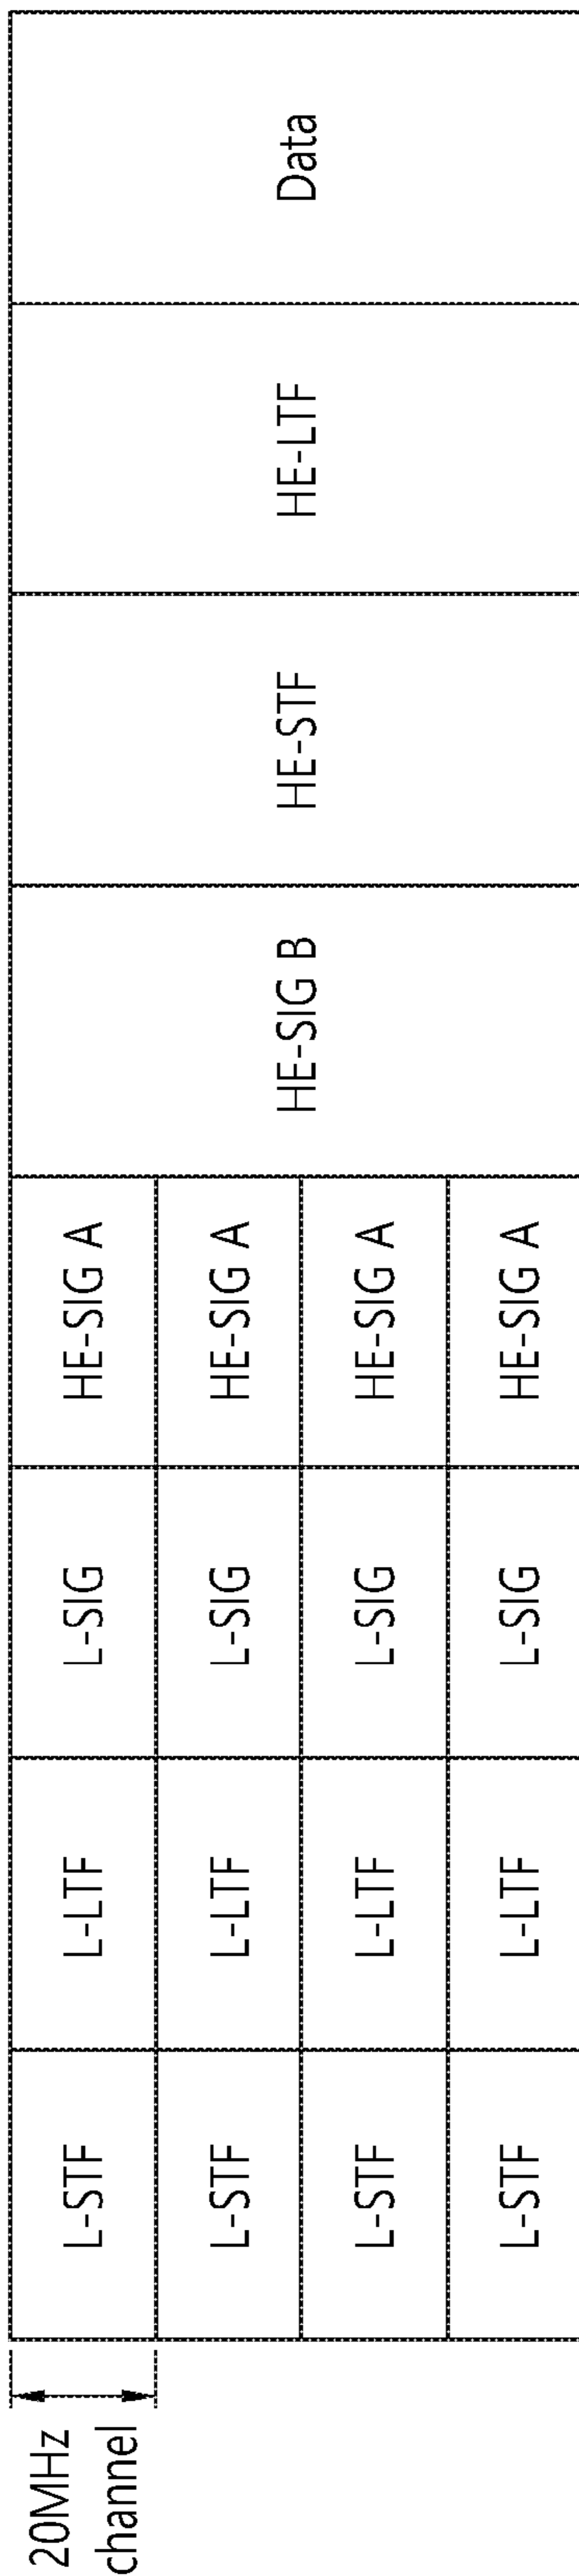 20MHz
channel
L-STF
L-LTF
L-SIG
HE-SIG A
L-STF
L-LTF
L-SIG
HE-SIG A
L-STF
L-LTF
L-SIG
HE-SIG A
L-STF
L-LTF
L-SIG
HE-SIG A
HE-SIG B
HE-STF
HE-LTF
Data